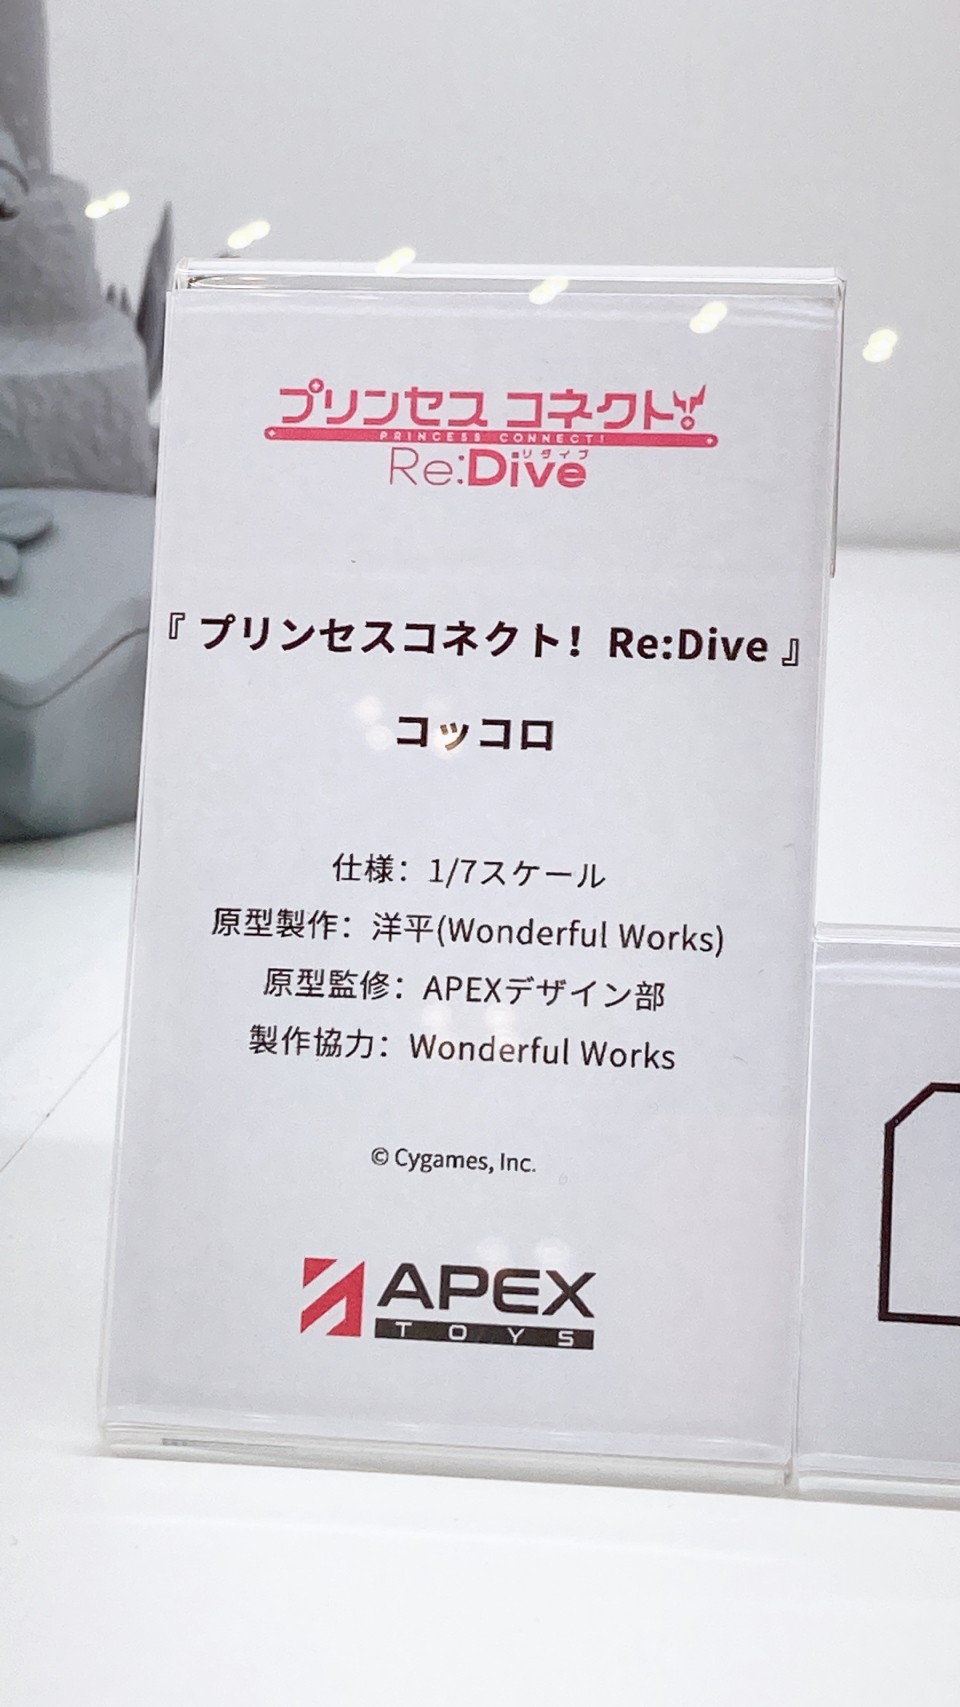 プリンセスコネクト!
PRINCESS CONNECT!
Re:Dive
リダイブ
『プリンセスコネクト! Re:Dive』
コッコロ
仕様：1/7スケール
原型製作：洋平(Wonderful Works)
原型監修：APEXデザイン部
製作協力：Wonderful Works
© Cygames, Inc.
APEX
TOYS